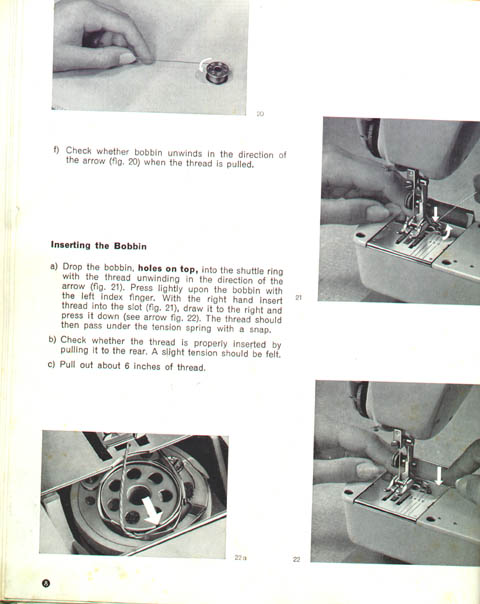 20
f) Check whether bobbin unwinds in the direction of
the arrow (fig. 20) when the thread is pulled.
Inserting the Bobbin
a) Drop the bobbin, holes on top, into the shuttle ring
with the thread unwinding in the direction of the
arrow (fig. 21). Press lightly upon the bobbin with
the left index finger. With the right hand insert
thread into the slot (fig. 21), draw it to the right and
press it down (see arrow fig. 22). The thread should
then pass under the tension spring with a snap.
21
b) Check whether the thread is properly inserted by
pulling it to the rear. A slight tension should be felt.
c) Pull out about 6 inches of thread.
22a
22